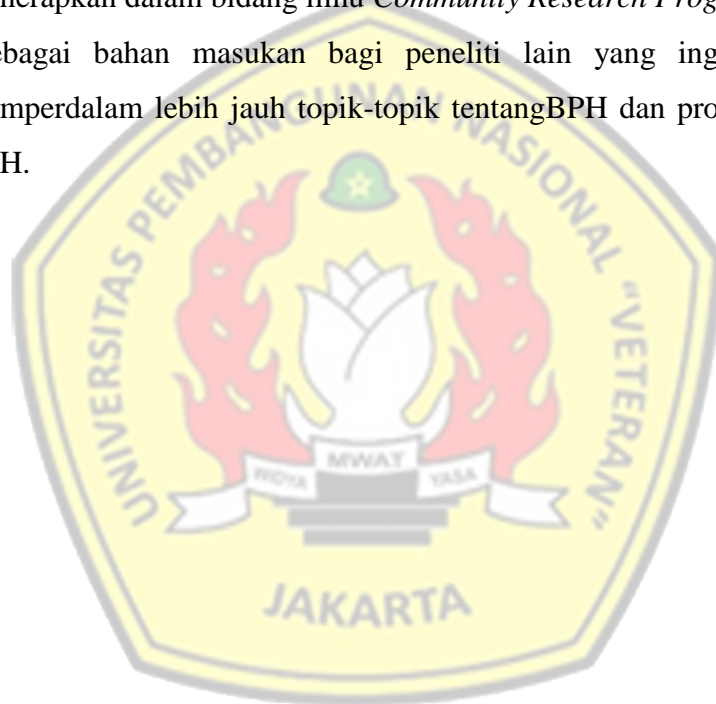 nerapkan dalam bidang ilmu Community Research Prog
ebagai bahan masukan bagi peneliti lain yang ing
mperdalam lebih jauh topik-topik tentangBPH dan pro
H.
UNIVERSITAS PEMBANGUNAN NASIONAL "VETERAN"
WIDYA MWAT YASA
JAKARTA